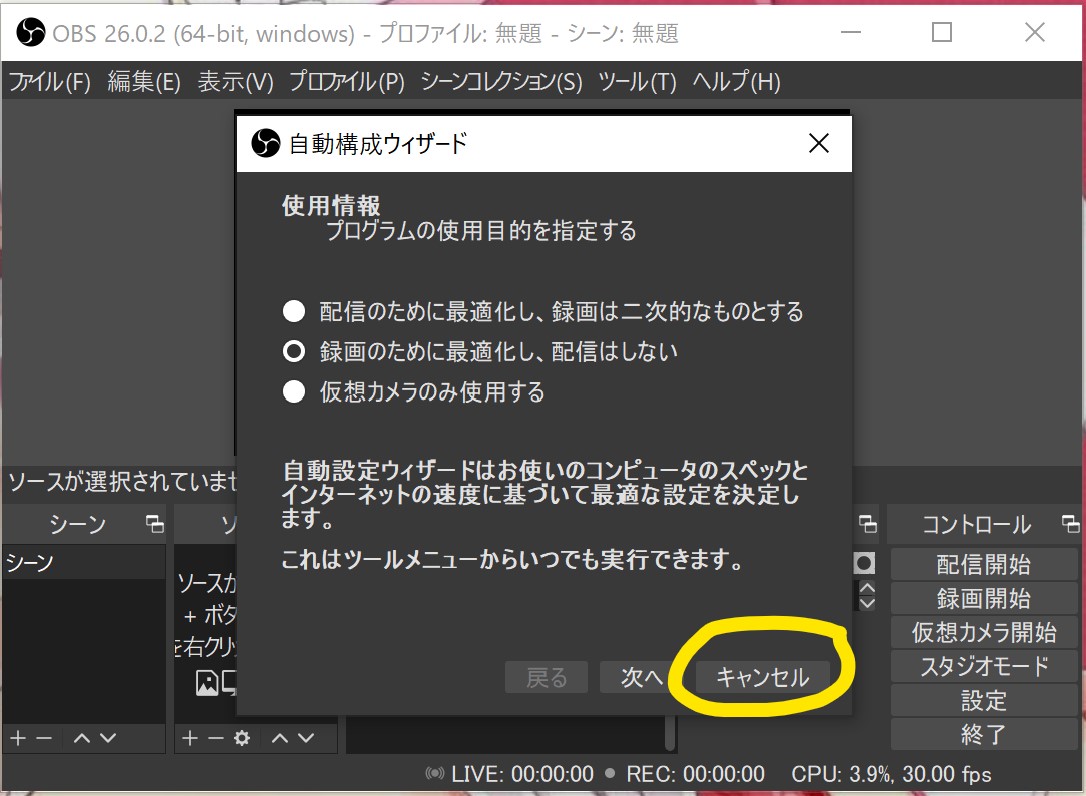 OBS 26.0.2 (64-bit, windows) - プロファイル: 無題 - シーン: 無題
ファイル(F) 編集(E) 表示(V) プロファイル(P) シーンコレクション(S) ツール(T) ヘルプ(H)
自動構成ウィザード
使用情報
プログラムの使用目的を指定する
配信のために最適化し、録画は二次的なものとする
録画のために最適化し、配信はしない
仮想カメラのみ使用する
自動設定ウィザードはお使いのコンピュータのスペックと
インターネットの速度に基づいて最適な設定を決定し
ます。
これはツールメニューからいつでも実行できます。
戻る 次へ キャンセル
ソースが選択されていませ
シーン
シーン
ソ
ソースが
+ ボタ
を右クリ
コントロール
配信開始
録画開始
仮想カメラ開始
スタジオモード
設定
終了
LIVE: 00:00:00 REC: 00:00:00 CPU: 3.9%, 30.00 fps